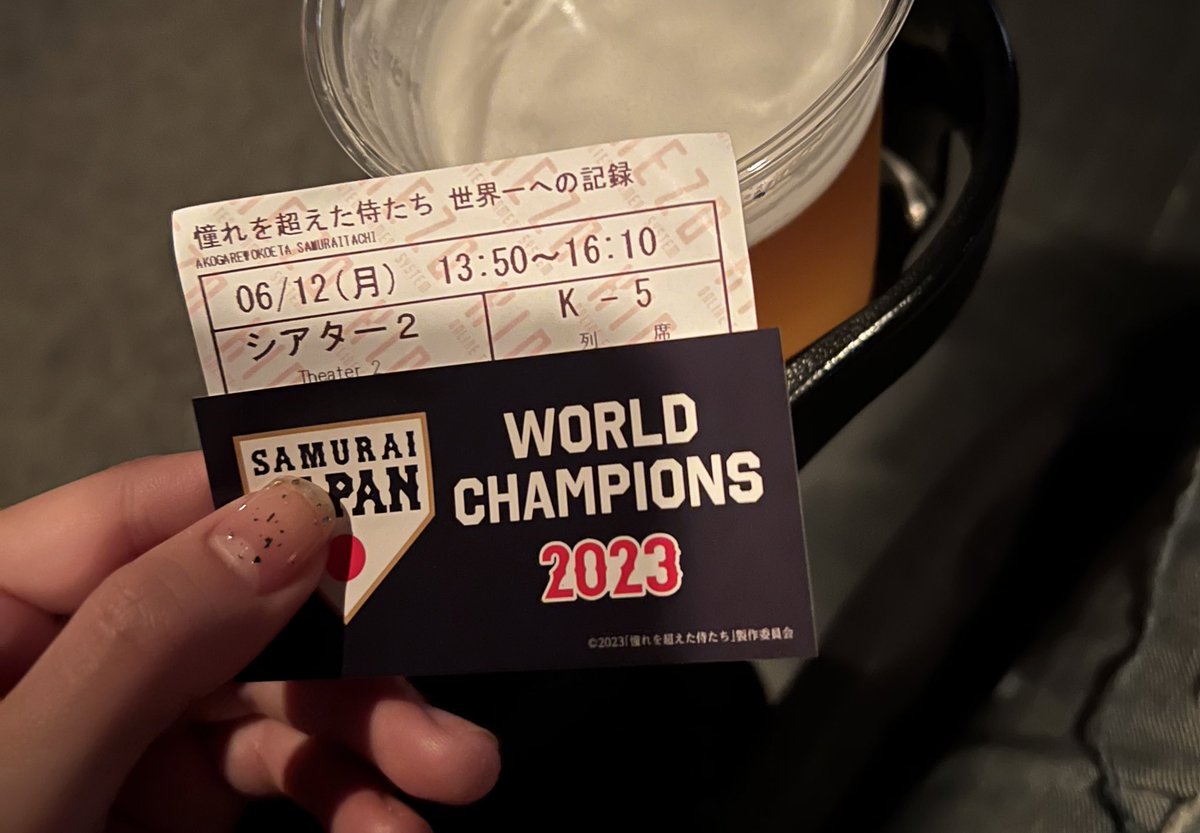 憧れを超えた侍たち 世界一への記録
AKOGAREWOKOETA SAMURAITACHI
06/12(月) 13:50〜16:10
シアター2
K - 5
列 席
Theater 2
SAMURAI
WORLD
CHAMPIONS
2023
©2023「憧れを超えた侍たち」製作委員会